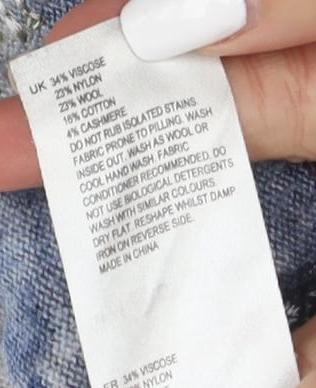 UK 34% VISCOSE
23% NYLON
23% WOOL
16% COTTON
4% CASHMERE
DO NOT RUB ISOLATED STAINS
FABRIC PRONE TO PILLING. WASH
INSIDE OUT. WASH AS WOOL OR
COOL HAND WASH. FABRIC
CONDITIONER RECOMMENDED. DO
NOT USE BIOLOGICAL DETERGENTS
WASH WITH SIMILAR COLOURS.
DRY FLAT. RESHAPE WHILST DAMP
IRON ON REVERSE SIDE.
MADE IN CHINA
FR 34% VISCOSE
NYLON